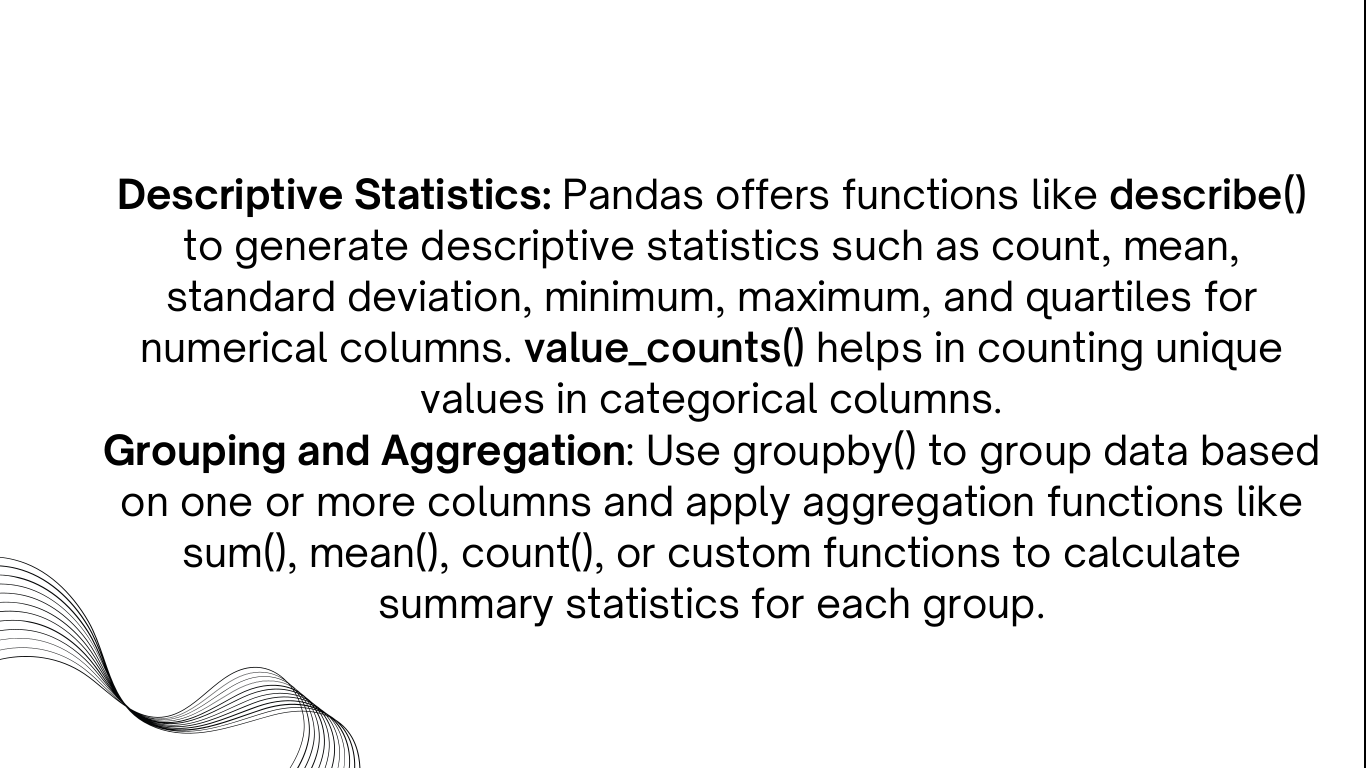 Descriptive Statistics: Pandas offers functions like describe()
to generate descriptive statistics such as count, mean,
standard deviation, minimum, maximum, and quartiles for
numerical columns. value_counts() helps in counting unique
values in categorical columns.
Grouping and Aggregation: Use groupby() to group data based
on one or more columns and apply aggregation functions like
sum(), mean(), count(), or custom functions to calculate
summary statistics for each group.